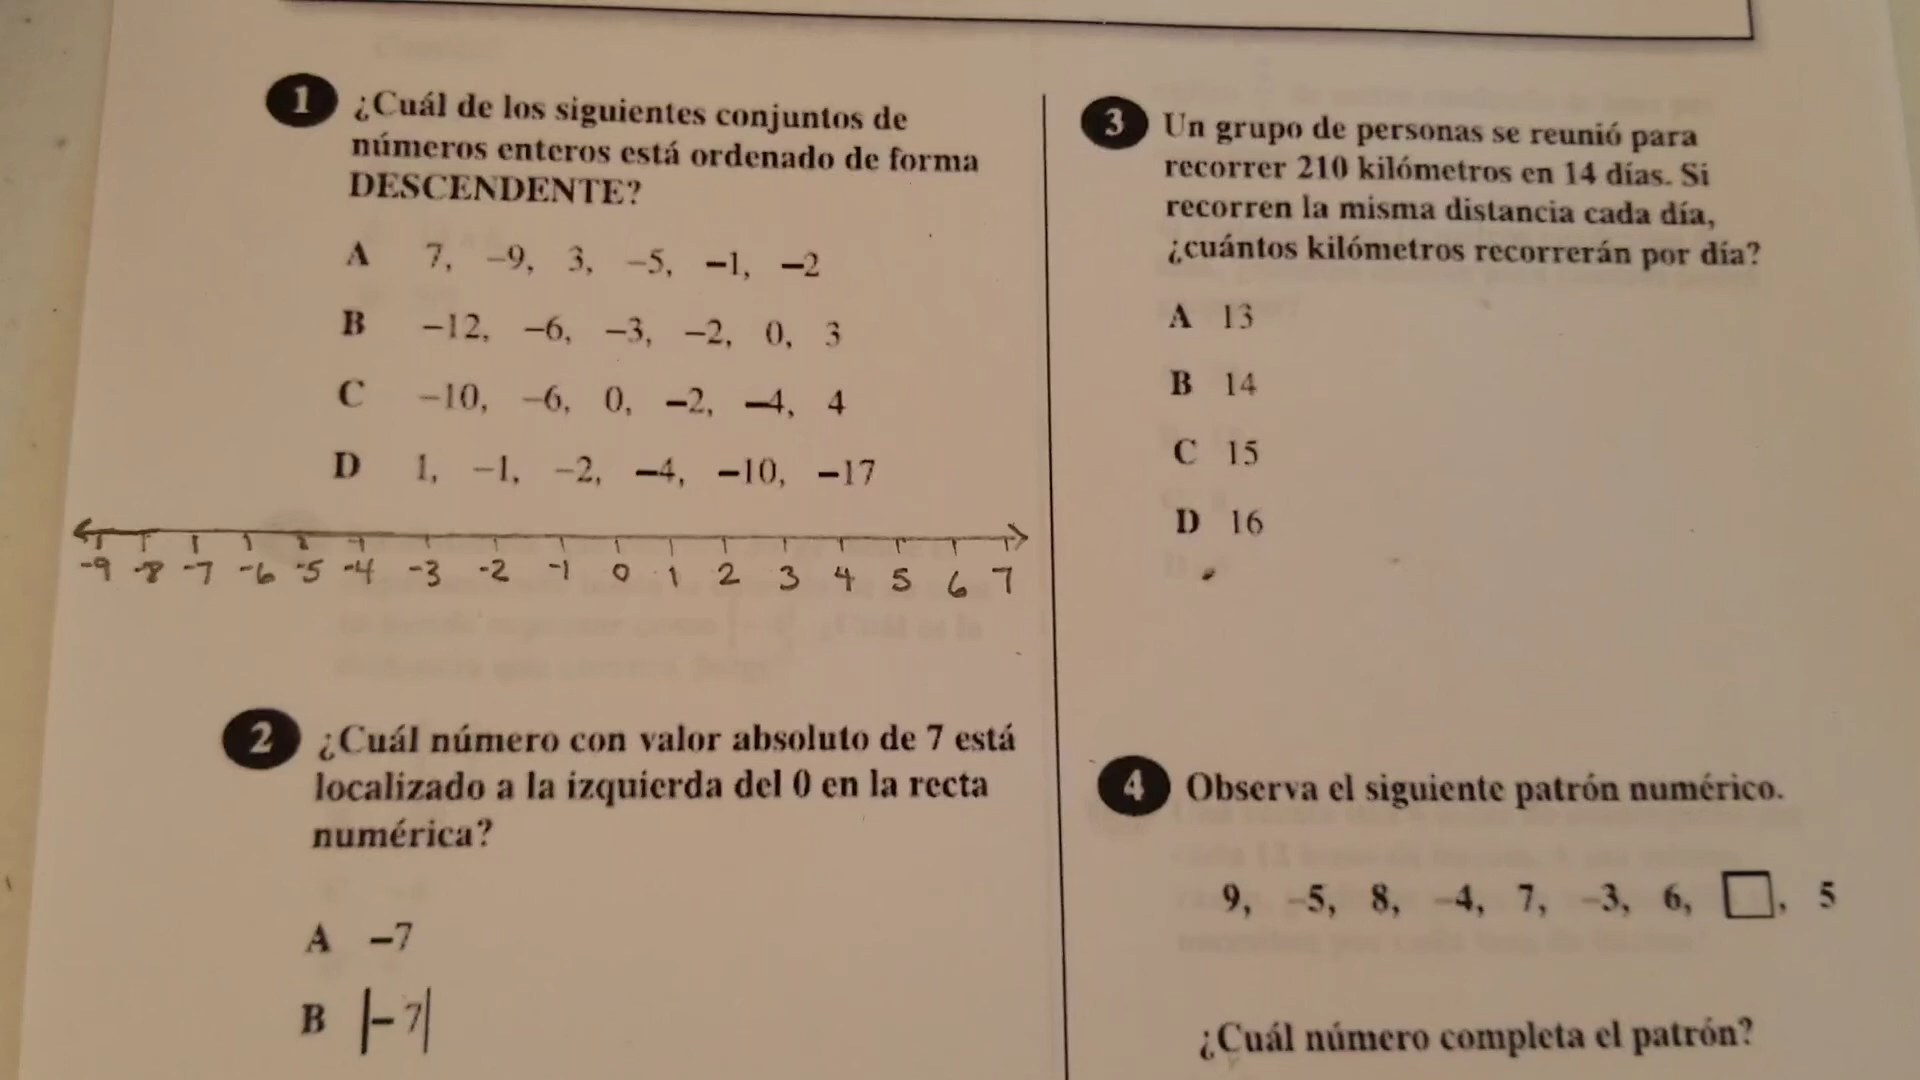 1 ¿Cuál de los siguientes conjuntos de
números enteros está ordenado de forma
DESCENDENTE?
A 7, −9, 3, −5, −1, −2
B −12, −6, −3, −2, 0, 3
C −10, −6, 0, −2, −4, 4
D 1, −1, −2, −4, −10, −17
-9 -8 -7 -6 -5 -4 -3 -2 -1 0 1 2 3 4 5 6 7
2 ¿Cuál número con valor absoluto de 7 está
localizado a la izquierda del 0 en la recta
numérica?
A −7
B |−7|
3 Un grupo de personas se reunió para
recorrer 210 kilómetros en 14 días. Si
recorren la misma distancia cada día,
¿cuántos kilómetros recorrerán por día?
A 13
B 14
C 15
D 16
4 Observa el siguiente patrón numérico.
9, −5, 8, −4, 7, −3, 6, □, 5
¿Cuál número completa el patrón?